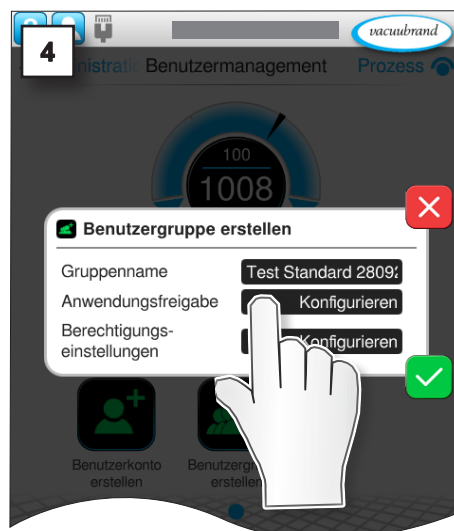 vacuubrand
4
Benutzermanagement
Prozess
100
1008
Benutzergruppe erstellen
Gruppenname
Test Standard 2809
Anwendungsfreigabe
Konfigurieren
Berechtigungs-
einstellungen
Konfigurieren
Benutzerkonto
erstellen
erstellen